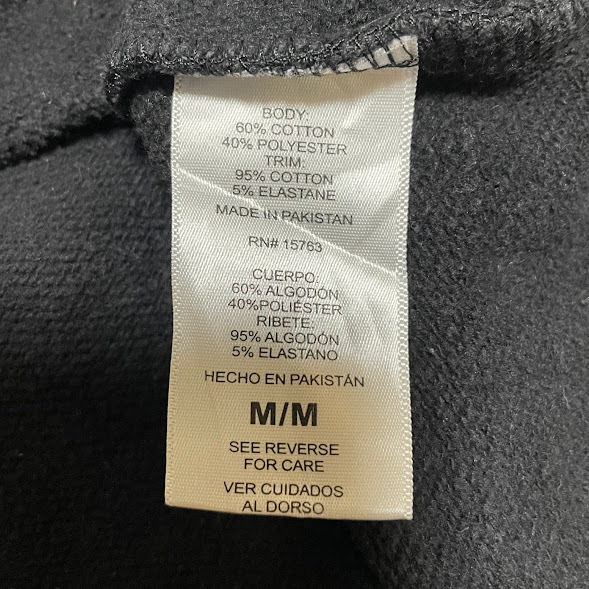 BODY:
60% COTTON
40% POLYESTER
TRIM:
95% COTTON
5% ELASTANE
MADE IN PAKISTAN
RN# 15763
CUERPO:
60% ALGODÓN
40%POLIÉSTER
RIBETE:
95% ALGODÓN
5% ELASTANO
HECHO EN PAKISTÁN
M/M
SEE REVERSE
FOR CARE
VER CUIDADOS
AL DORSO